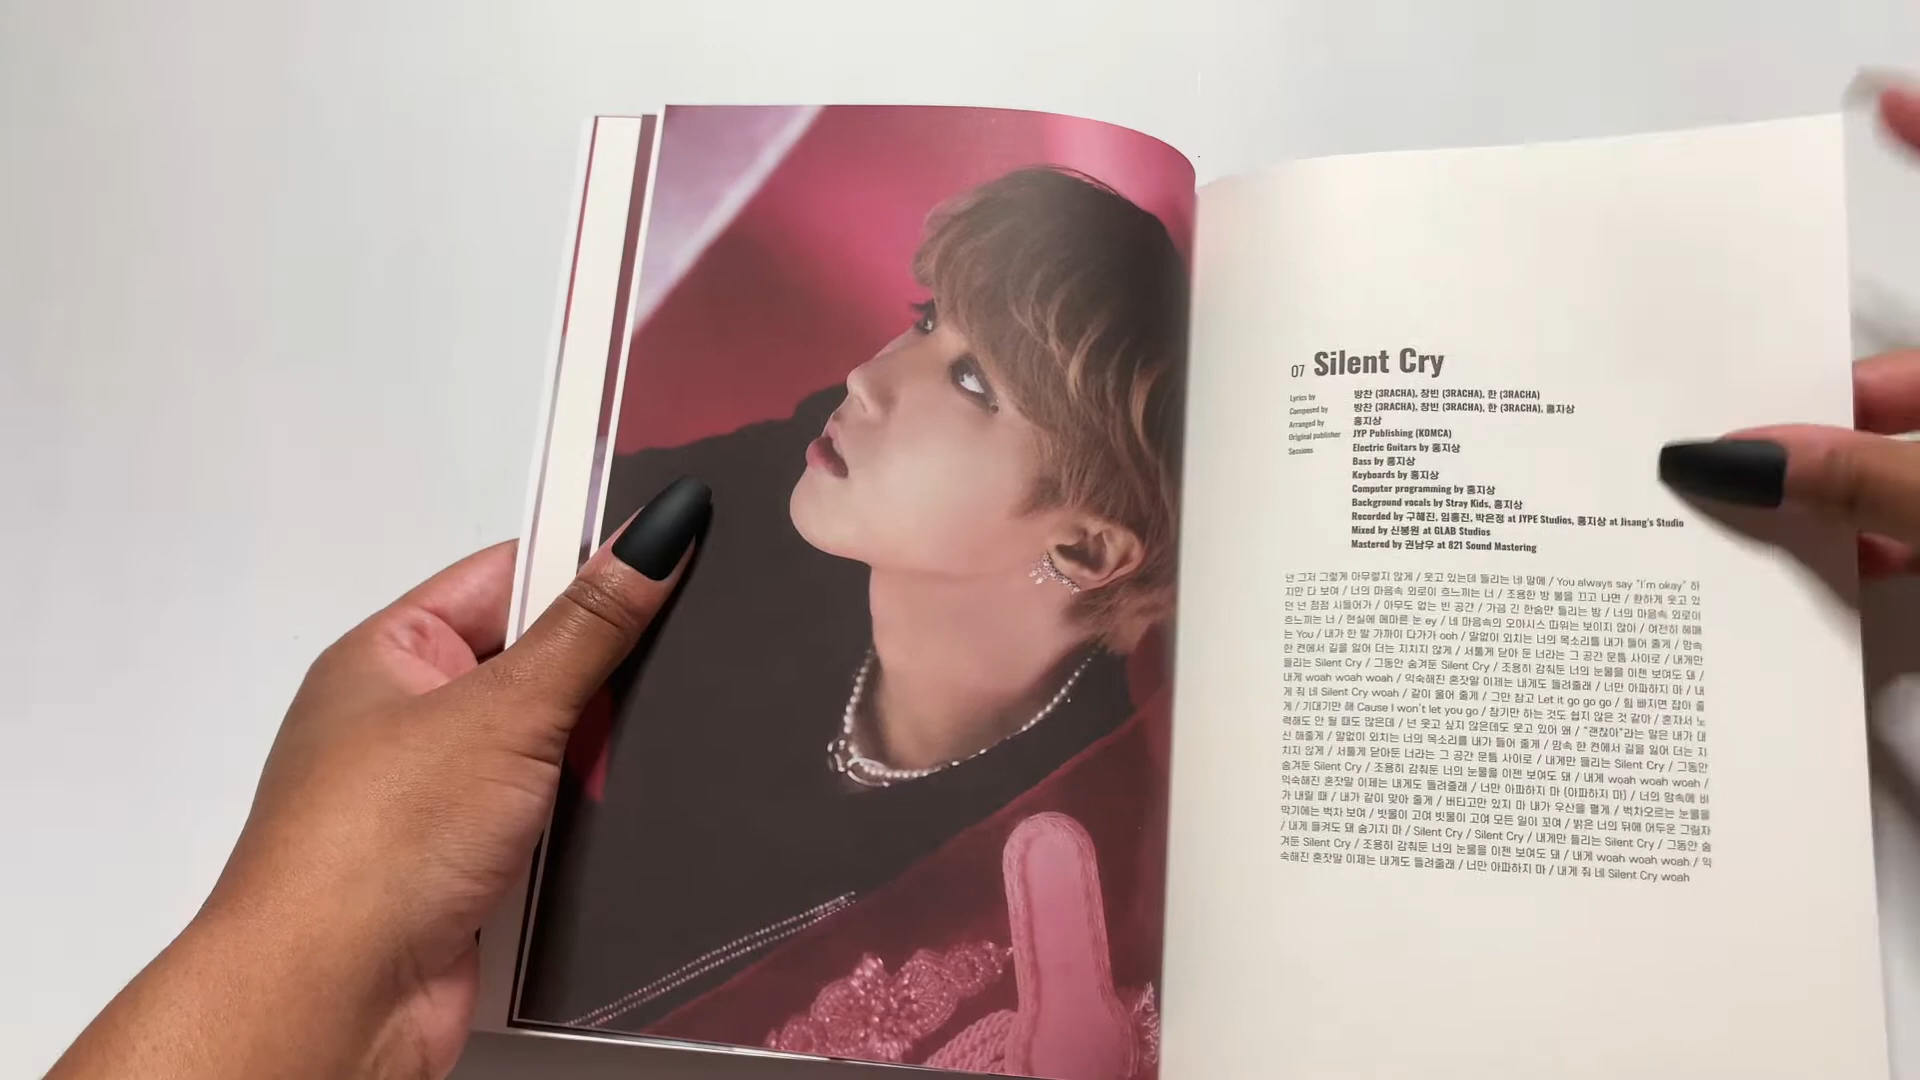 07 Silent Cry
Lyrics by 방찬 (3RACHA), 창빈 (3RACHA), 한 (3RACHA)
Composed by 방찬 (3RACHA), 창빈 (3RACHA), 한 (3RACHA), 홍지상
Arranged by 홍지상
Original publisher JYP Publishing (KOMCA)
Sessions Electric Guitars by 홍지상
Bass by 홍지상
Keyboards by 홍지상
Computer programming by 홍지상
Background vocals by Stray Kids, 홍지상
Recorded by 구혜진, 임홍진, 박은정 at JYPE Studios, 홍지상 at Jisang's Studio
Mixed by 신봉원 at GLAB Studios
Mastered by 권남우 at 821 Sound Mastering
넌 그저 그렇게 아무렇지 않게 / 웃고 있는데 들리는 네 말에 / You always say "I'm okay" 하
지만 다 보여 / 너의 마음속 외로이 흐느끼는 너 / 조용한 방 불을 끄고 나면 / 환하게 웃고 있
던 넌 점점 시들어가 / 아무도 없는 빈 공간 / 가끔 긴 한숨만 들리는 밤 / 너의 마음속 외로이
흐느끼는 너 / 현실에 메마른 눈 ey / 네 마음속의 오아시스 따위는 보이지 않아 / 여전히 헤매
는 You / 내가 한 발 가까이 다가가 ooh / 말없이 외치는 너의 목소리를 내가 들어 줄게 / 맘속
한 켠에서 길을 잃어 더는 지치지 않게 / 서툴게 닫아 둔 너라는 그 공간 문틈 사이로 / 내게만
들리는 Silent Cry / 그동안 숨겨둔 Silent Cry / 조용히 감춰둔 너의 눈물을 이젠 보여도 돼 /
내게 woah woah woah / 익숙해진 혼잣말 이제는 내게도 들려줄래 / 너만 아파하지 마 / 내
게 줘 네 Silent Cry woah / 같이 울어 줄게 / 그만 참고 Let it go go go / 힘 빠지면 잡아 줄
게 / 기대기만 해 Cause I won't let you go / 참기만 하는 것도 쉽지 않은 것 같아 / 혼자서 노
력해도 안 될 때도 많은데 / 넌 웃고 싶지 않은데도 웃고 있어 왜 / "괜찮아"라는 말은 내가 대
신 해줄게 / 말없이 외치는 너의 목소리를 내가 들어 줄게 / 맘속 한 켠에서 길을 잃어 더는 지
치지 않게 / 서툴게 닫아둔 너라는 그 공간 문틈 사이로 / 내게만 들리는 Silent Cry / 그동안
숨겨둔 Silent Cry / 조용히 감춰둔 너의 눈물을 이젠 보여도 돼 / 내게 woah woah woah /
익숙해진 혼잣말 이제는 내게도 들려줄래 / 너만 아파하지 마 (아파하지 마) / 너의 맘속에 비
가 내릴 때 / 내가 같이 맞아 줄게 / 버티고만 있지 마 내가 우산을 펼게 / 벅차오르는 눈물을
막기에는 벅차 보여 / 빗물이 고여 빗물이 고여 모든 일이 꼬여 / 밝은 너의 뒤에 어두운 그림자
/ 내게 들켜도 돼 숨기지 마 / Silent Cry / Silent Cry / 내게만 들리는 Silent Cry / 그동안 숨
겨둔 Silent Cry / 조용히 감춰둔 너의 눈물을 이젠 보여도 돼 / 내게 woah woah woah / 익
숙해진 혼잣말 이제는 내게도 들려줄래 / 너만 아파하지 마 / 내게 줘 네 Silent Cry woah